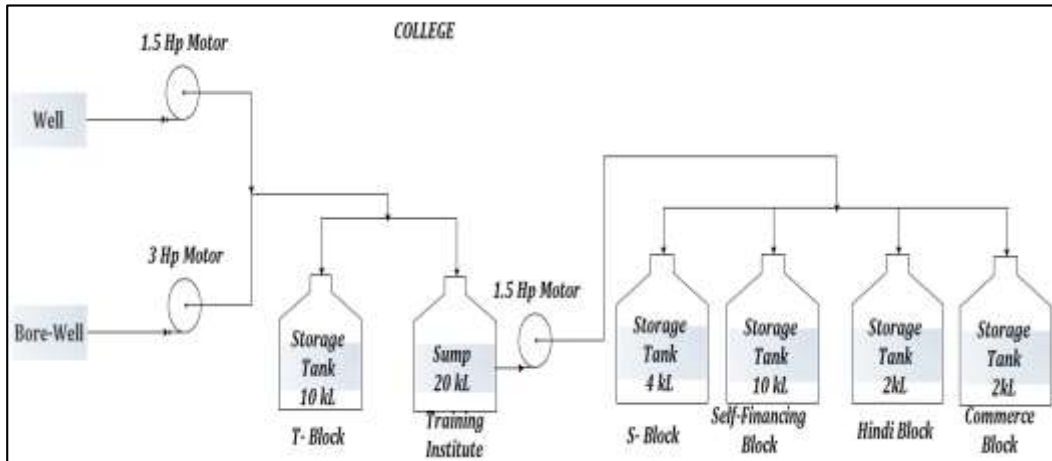 COLLEGE
1.5 Hp Motor
Well
3 Hp Motor
Bore-Well
Storage
Tank
10 kL
T- Block
Sump
20 kL
Training
Institute
1.5 Hp Motor
Storage
Tank
4 kL
S- Block
Storage
Tank
10 kL
Self-Financing
Block
Storage
Tank
2kL
Hindi Block
Storage
Tank
2kL
Commerce
Block